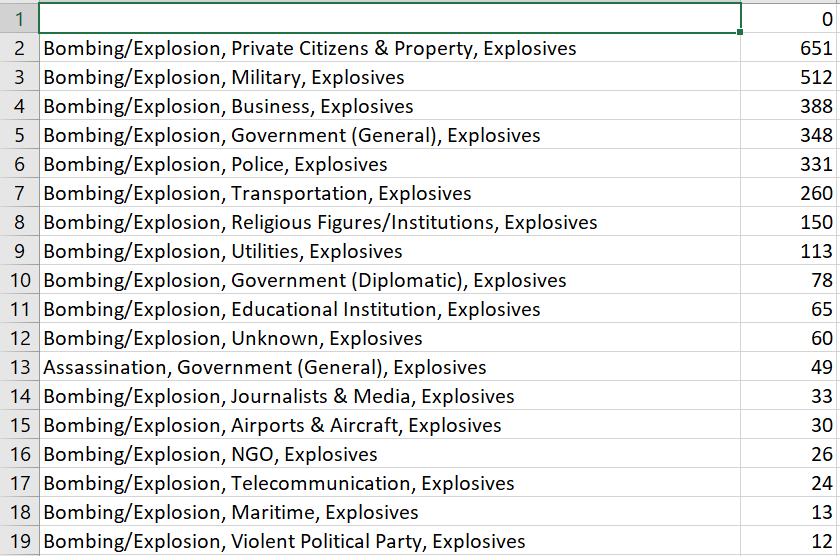 1 0
2 Bombing/Explosion, Private Citizens & Property, Explosives 651
3 Bombing/Explosion, Military, Explosives 512
4 Bombing/Explosion, Business, Explosives 388
5 Bombing/Explosion, Government (General), Explosives 348
6 Bombing/Explosion, Police, Explosives 331
7 Bombing/Explosion, Transportation, Explosives 260
8 Bombing/Explosion, Religious Figures/Institutions, Explosives 150
9 Bombing/Explosion, Utilities, Explosives 113
10 Bombing/Explosion, Government (Diplomatic), Explosives 78
11 Bombing/Explosion, Educational Institution, Explosives 65
12 Bombing/Explosion, Unknown, Explosives 60
13 Assassination, Government (General), Explosives 49
14 Bombing/Explosion, Journalists & Media, Explosives 33
15 Bombing/Explosion, Airports & Aircraft, Explosives 30
16 Bombing/Explosion, NGO, Explosives 26
17 Bombing/Explosion, Telecommunication, Explosives 24
18 Bombing/Explosion, Maritime, Explosives 13
19 Bombing/Explosion, Violent Political Party, Explosives 12